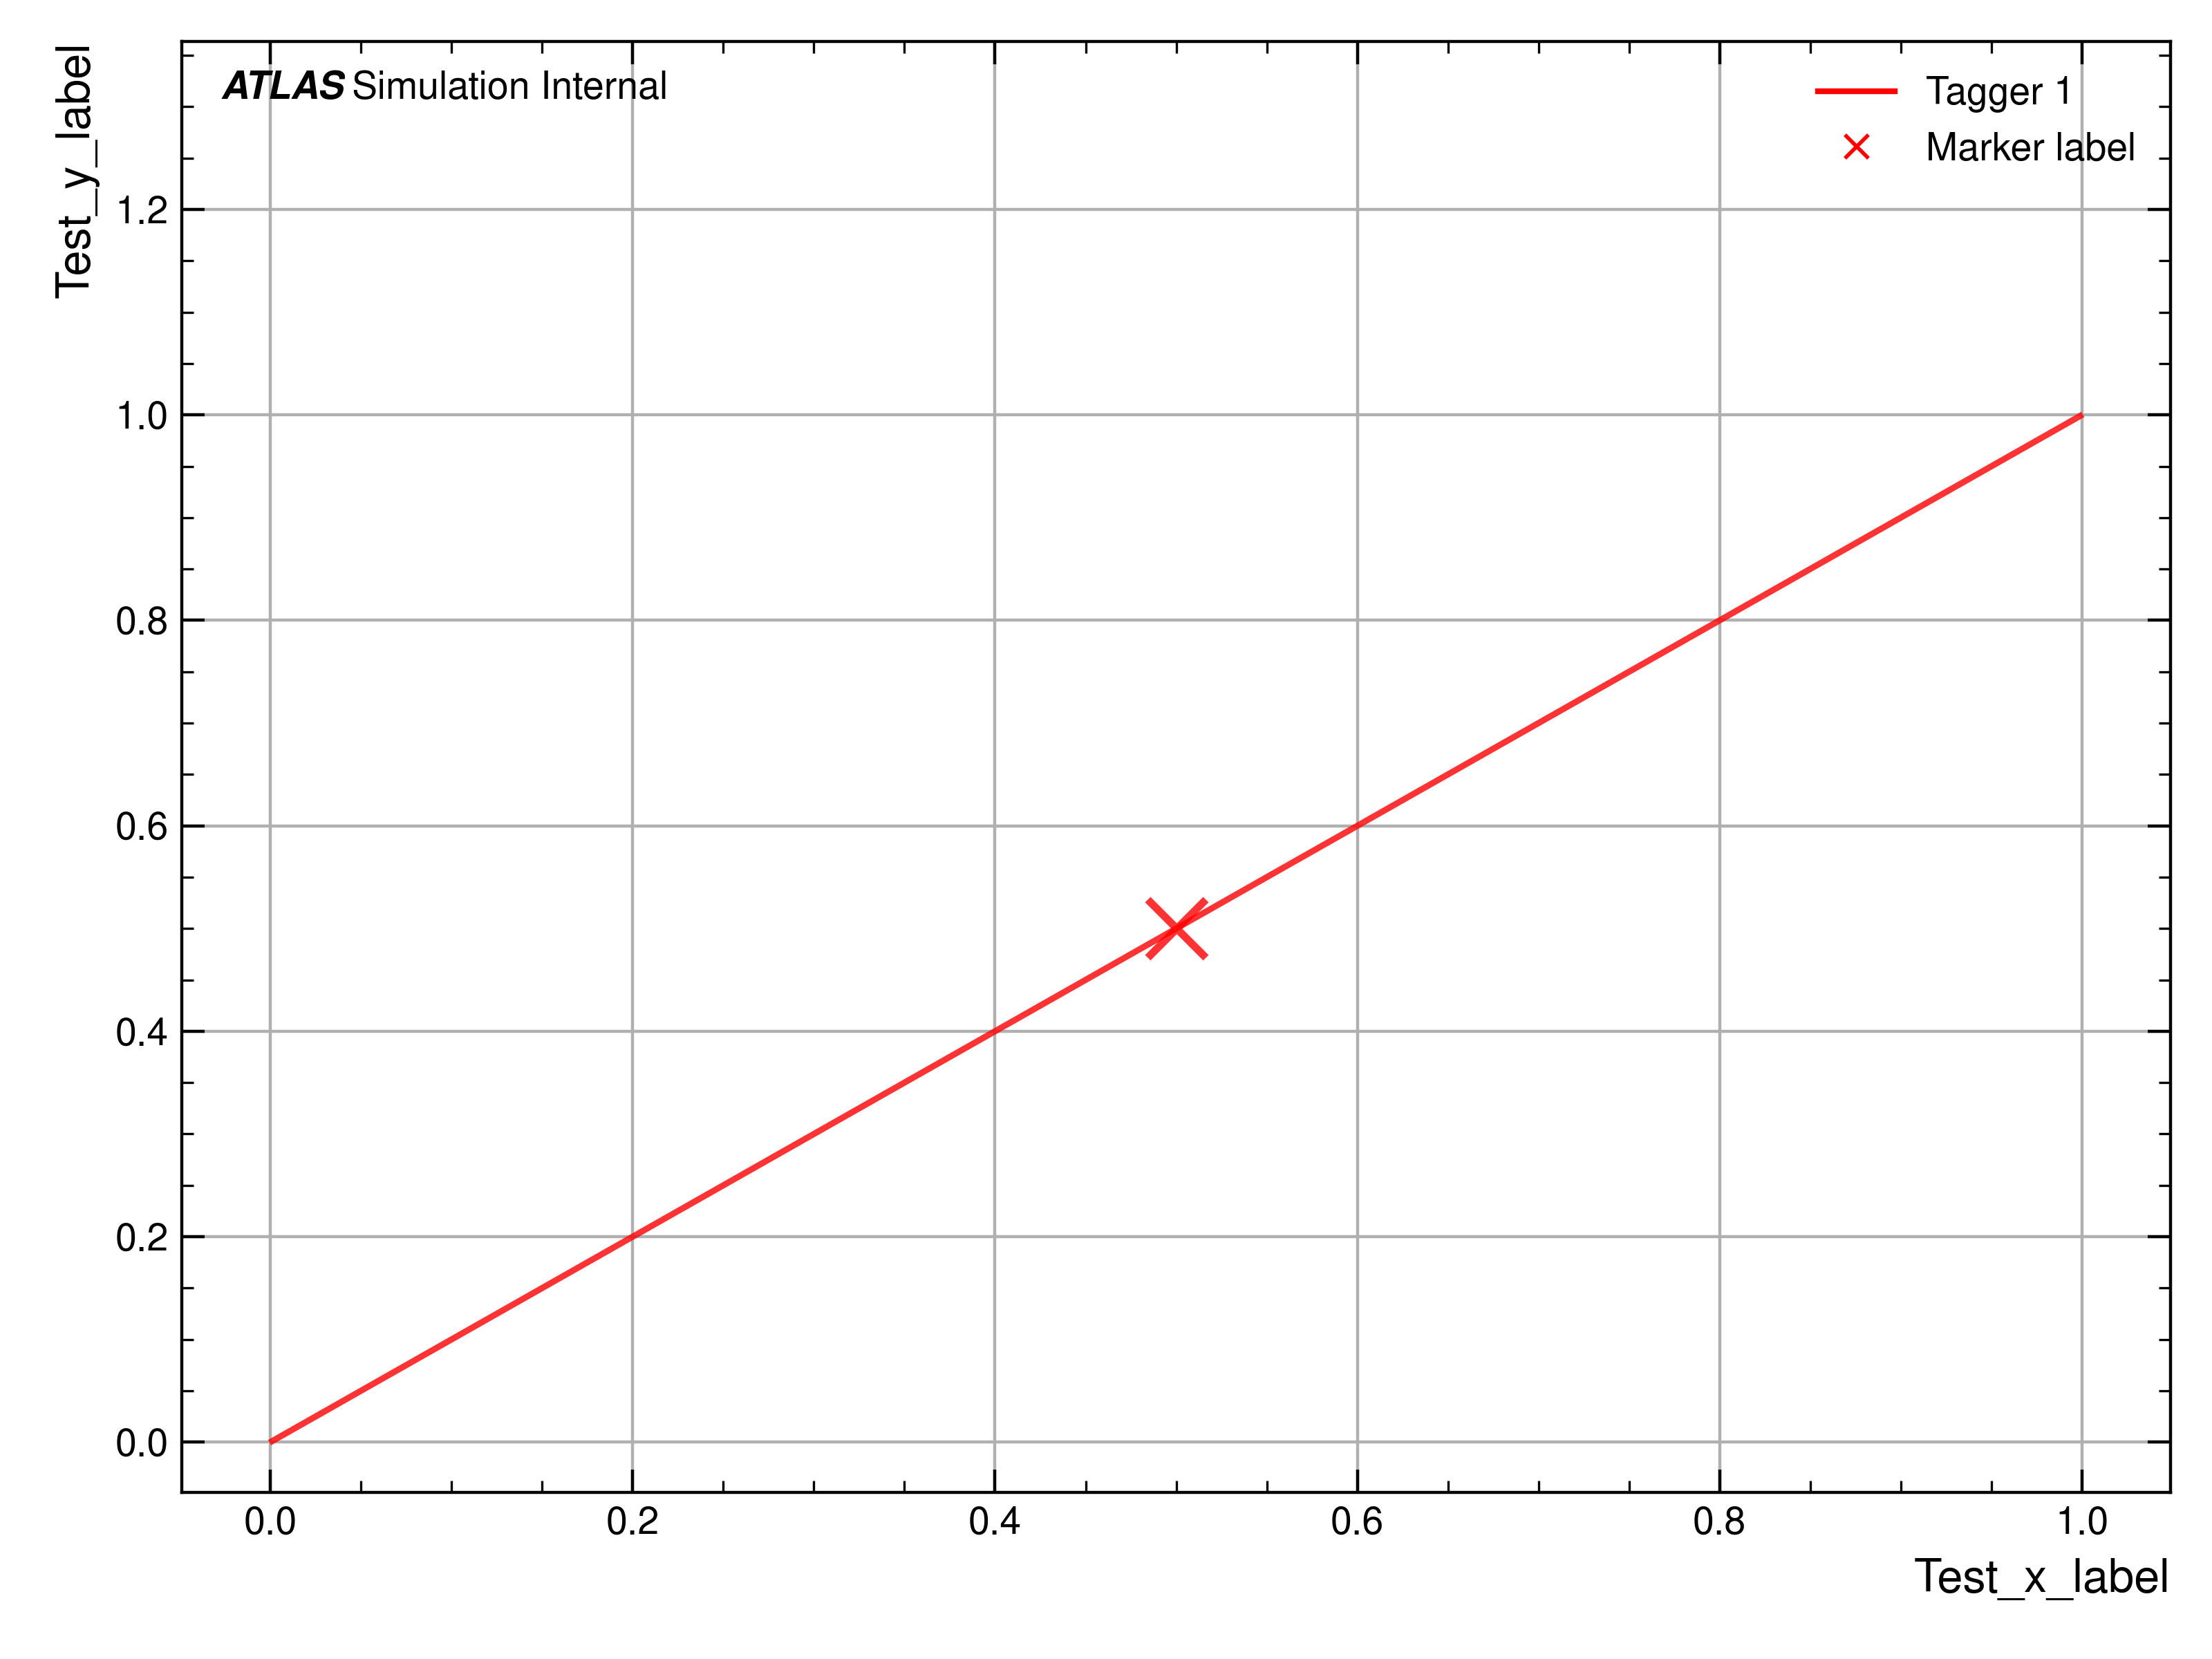 ATLAS Simulation Internal
Tagger 1
Marker label
Test_y_label
1.2
1.0
0.8
0.6
0.4
0.2
0.0
0.0 0.2 0.4 0.6 0.8 1.0
Test_x_label